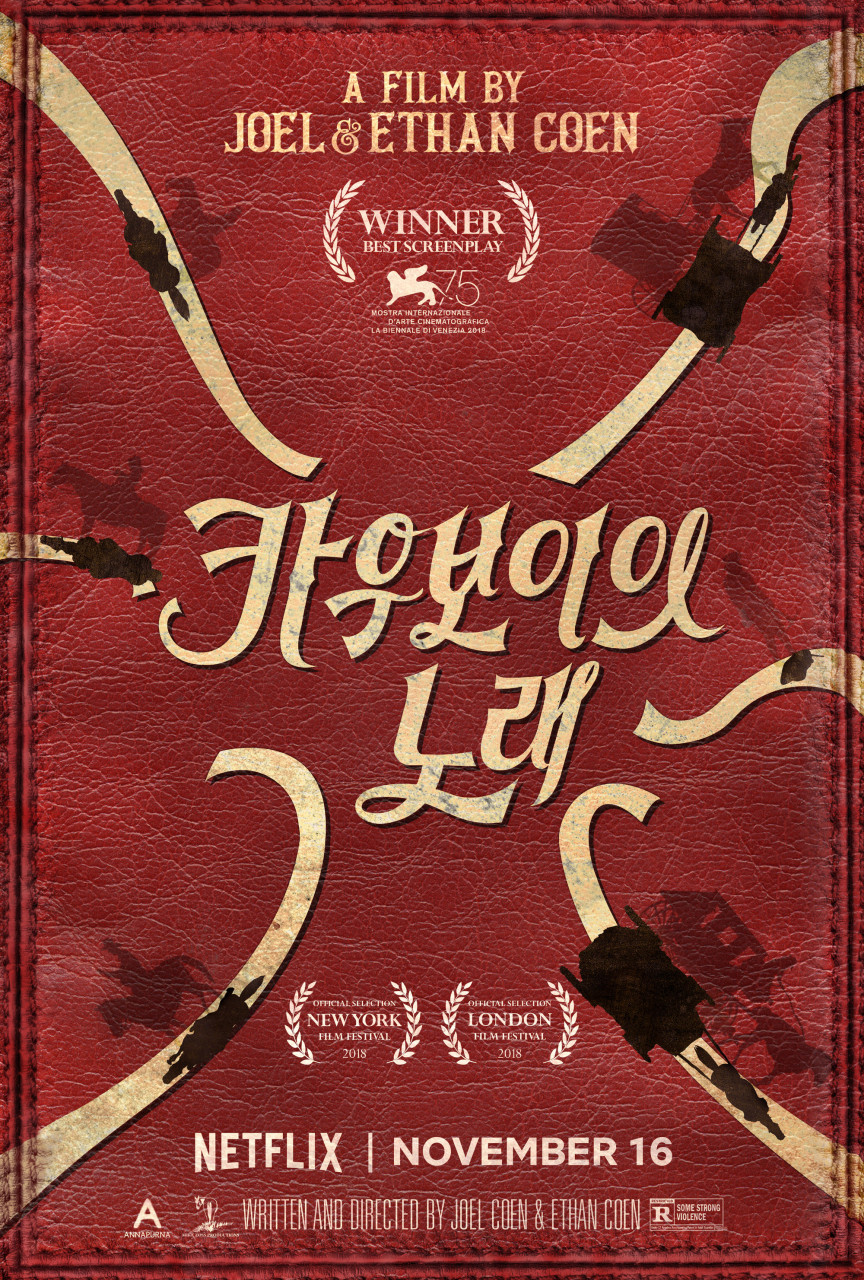 A FILM BY
JOEL & ETHAN COEN
WINNER
BEST SCREENPLAY
75
MOSTRA INTERNAZIONALE
D'ARTE CINEMATOGRAFICA
LA BIENNALE DI VENEZIA 2018
카우보이의
노래
OFFICIAL SELECTION
NEW YORK
FILM FESTIVAL
2018
OFFICIAL SELECTION
LONDON
FILM FESTIVAL
2018
NETFLIX | NOVEMBER 16
A
ANNAPURNA
WRITTEN AND DIRECTED BY JOEL COEN & ETHAN COEN
R
SOME STRONG
VIOLENCE